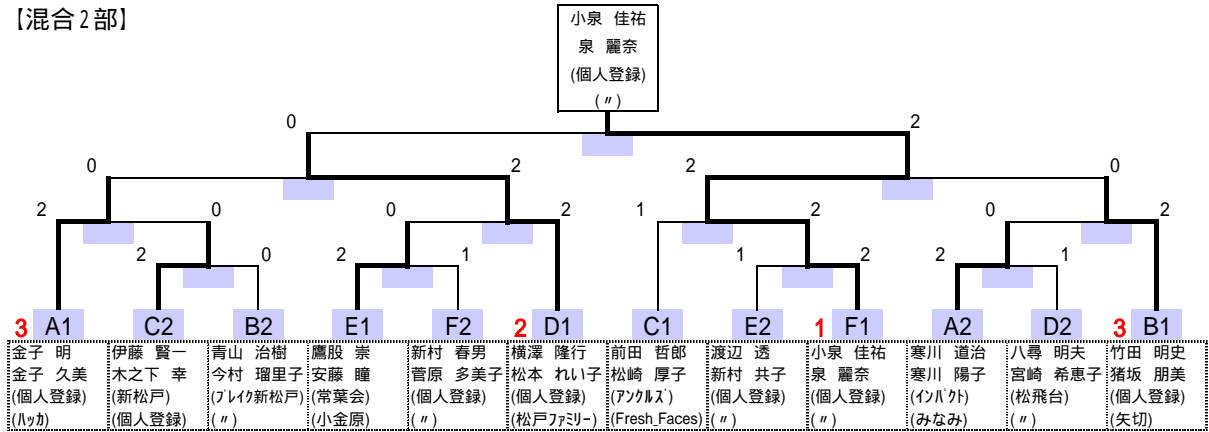 【混合２部】
小泉 佳祐
泉 麗奈
(個人登録)
(〃)
0 2
0 2 2 0
2 0 0 2 1 2 0 2
2 0 2 1 1 2 2 1
3 A1 C2 B2 E1 F2 2 D1 C1 E2 1 F1 A2 D2 3 B1
金子 明 伊藤 賢一 青山 治樹 鷹股 崇 新村 春男 横澤 隆行 前田 哲郎 渡辺 透 小泉 佳祐 寒川 道治 八尋 明夫 竹田 明史
金子 久美 木之下 幸 今村 瑠里子 安藤 瞳 菅原 多美子 松本 れい子 松崎 厚子 新村 共子 泉 麗奈 寒川 陽子 宮崎 希恵子 猪坂 朋美
(個人登録) (新松戸) (ブレイク新松戸) (常葉会) (個人登録) (個人登録) (アンクルズ) (個人登録) (個人登録) (インパクト) (松飛台) (個人登録)
(ハッカ) (個人登録) (〃) (小金原) (〃) (松戸ファミリー) (Fresh_Faces) (〃) (〃) (みなみ) (〃) (矢切)